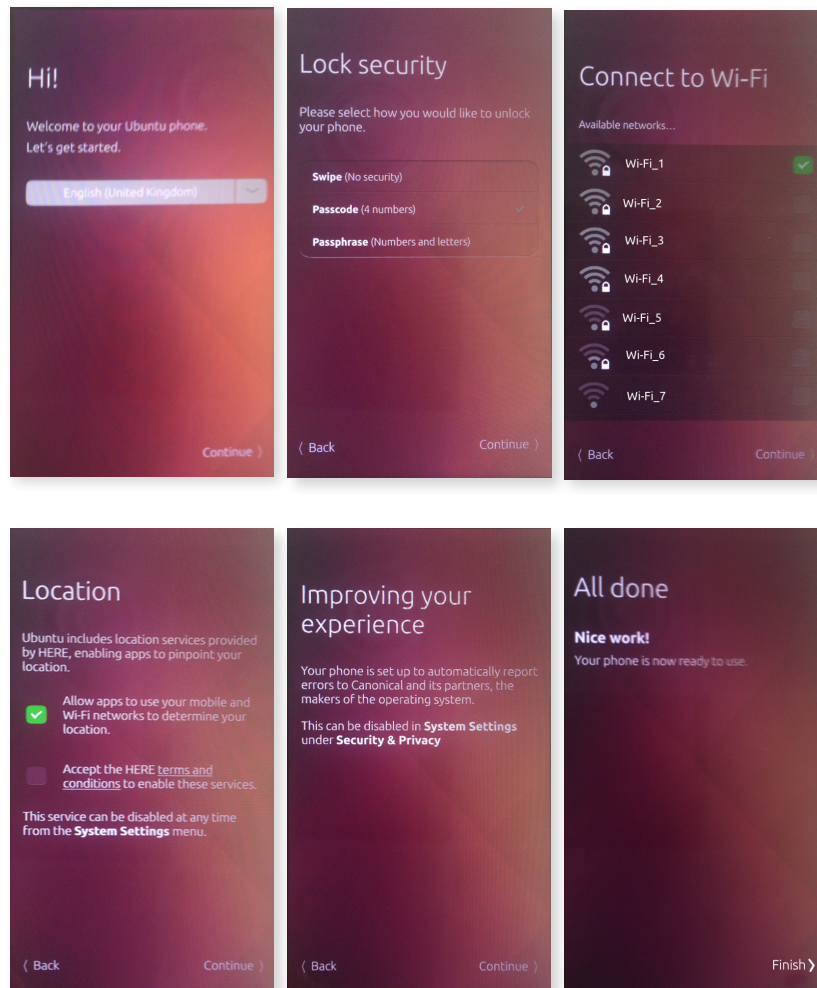 Hi!
Welcome to your Ubuntu phone.
Let's get started.
English (United Kingdom)
Continue
Lock security
Please select how you would like to unlock
your phone.
Swipe (No security)
Passcode (4 numbers)
Passphrase (Numbers and letters)
Back
Continue
Connect to Wi-Fi
Available networks...
Wi-Fi_1
Wi-Fi_2
Wi-Fi_3
Wi-Fi_4
Wi-Fi_5
Wi-Fi_6
Wi-Fi_7
Back
Continue
Location
Ubuntu includes location services provided
by HERE, enabling apps to pinpoint your
location.
Allow apps to use your mobile and
Wi-Fi networks to determine your
location.
Accept the HERE terms and
conditions to enable these services.
This service can be disabled at any time
from the System Settings menu.
Back
Continue
Improving your
experience
Your phone is set up to automatically report
errors to Canonical and its partners, the
makers of the operating system.
This can be disabled in System Settings
under Security & Privacy
Back
Continue
All done
Nice work!
Your phone is now ready to use.
Finish